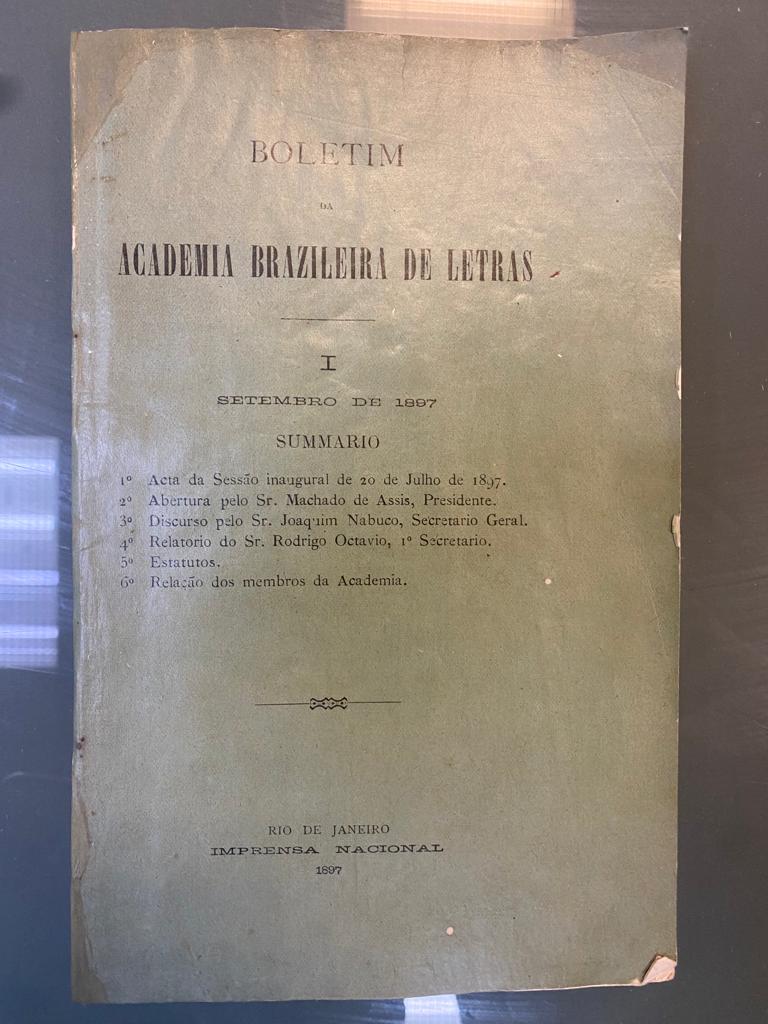 BOLETIM
DA
ACADEMIA BRAZILEIRA DE LETRAS
I
SETEMBRO DE 1897
SUMMARIO
1º Acta da Sessão inaugural de 20 de Julho de 1897.
2º Abertura pelo Sr. Machado de Assis, Presidente.
3º Discurso pelo Sr. Joaquim Nabuco, Secretario Geral.
4º Relatorio do Sr. Rodrigo Octavio, 1º Secretario.
5º Estatutos.
6º Relação dos membros da Academia.
RIO DE JANEIRO
IMPRENSA NACIONAL
1897